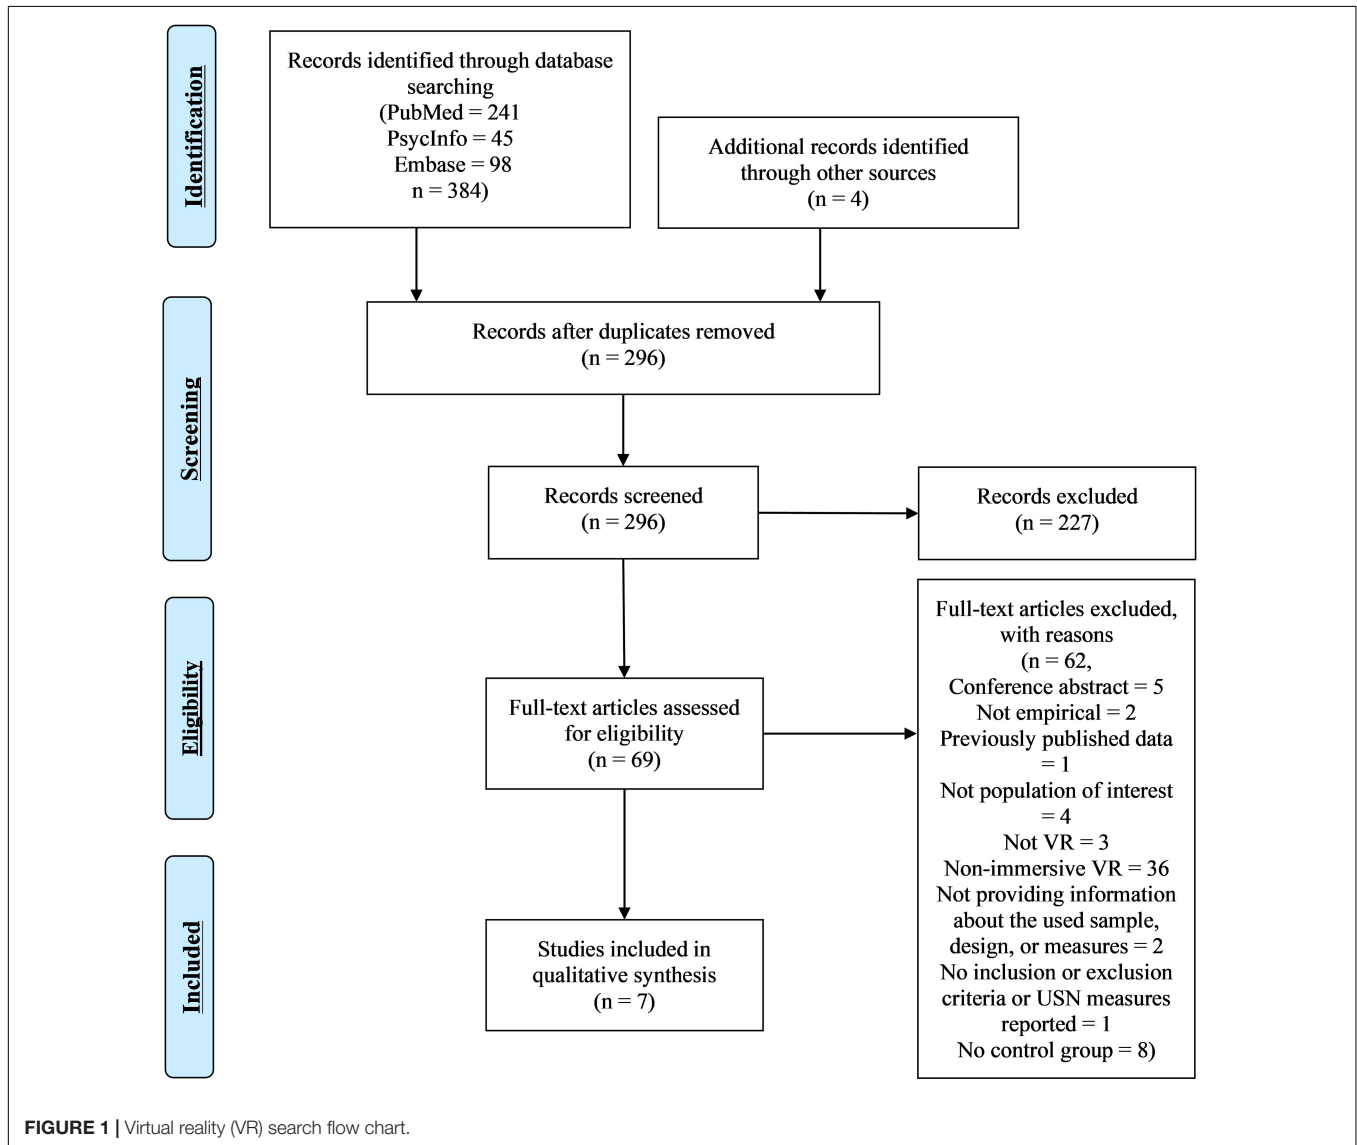 Identification
Records identified through database
searching
(PubMed = 241
PsycInfo = 45
Embase = 98
n = 384)
Additional records identified
through other sources
(n = 4)
Screening
Records after duplicates removed
(n = 296)
Records screened
(n = 296)
Records excluded
(n = 227)
Eligibility
Full-text articles assessed
for eligibility
(n = 69)
Full-text articles excluded,
with reasons
(n = 62,
Conference abstract = 5
Not empirical = 2
Previously published data
= 1
Not population of interest
= 4
Not VR = 3
Non-immersive VR = 36
Not providing information
about the used sample,
design, or measures = 2
No inclusion or exclusion
criteria or USN measures
reported = 1
No control group = 8)
Included
Studies included in
qualitative synthesis
(n = 7)
FIGURE 1 | Virtual reality (VR) search flow chart.